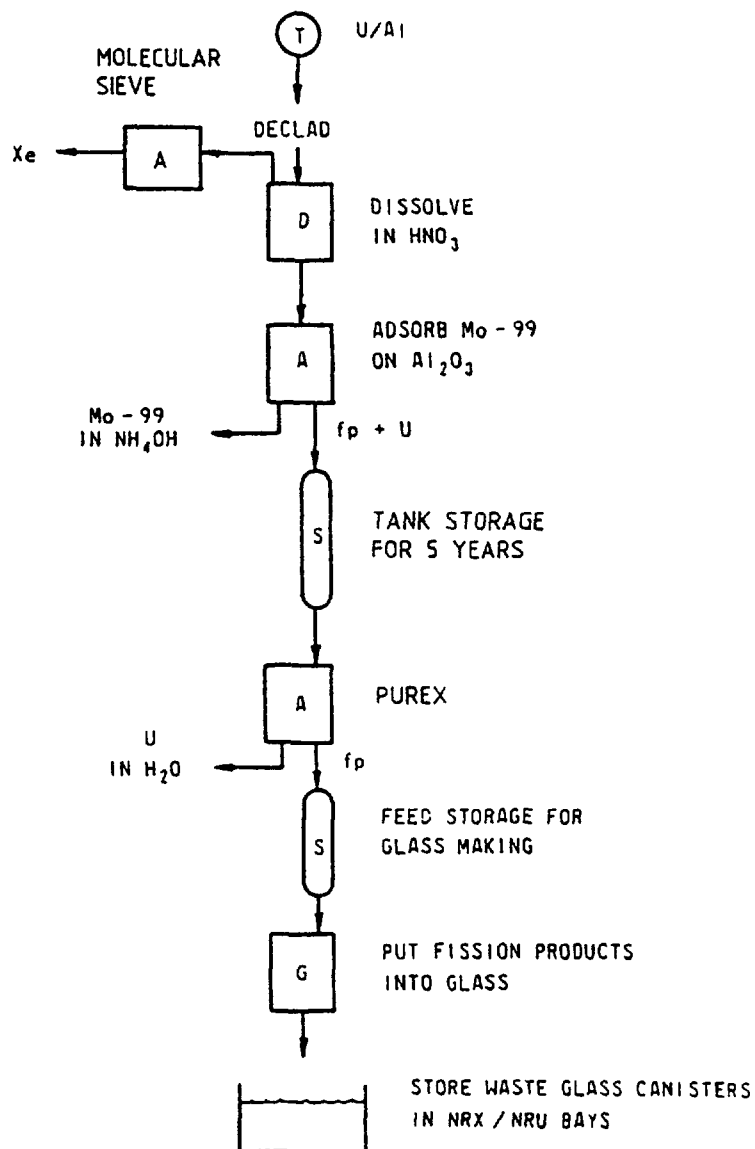 T
U/Al
MOLECULAR
SIEVE
DECLAD
Xe
A
D
DISSOLVE
IN HNO₃
A
ADSORB Mo-99
ON Al₂O₃
Mo-99
IN NH₄OH
fp + U
S
TANK STORAGE
FOR 5 YEARS
A
PUREX
U
IN H₂O
fp
S
FEED STORAGE FOR
GLASS MAKING
G
PUT FISSION PRODUCTS
INTO GLASS
STORE WASTE GLASS CANISTERS
IN NRX/NRU BAYS